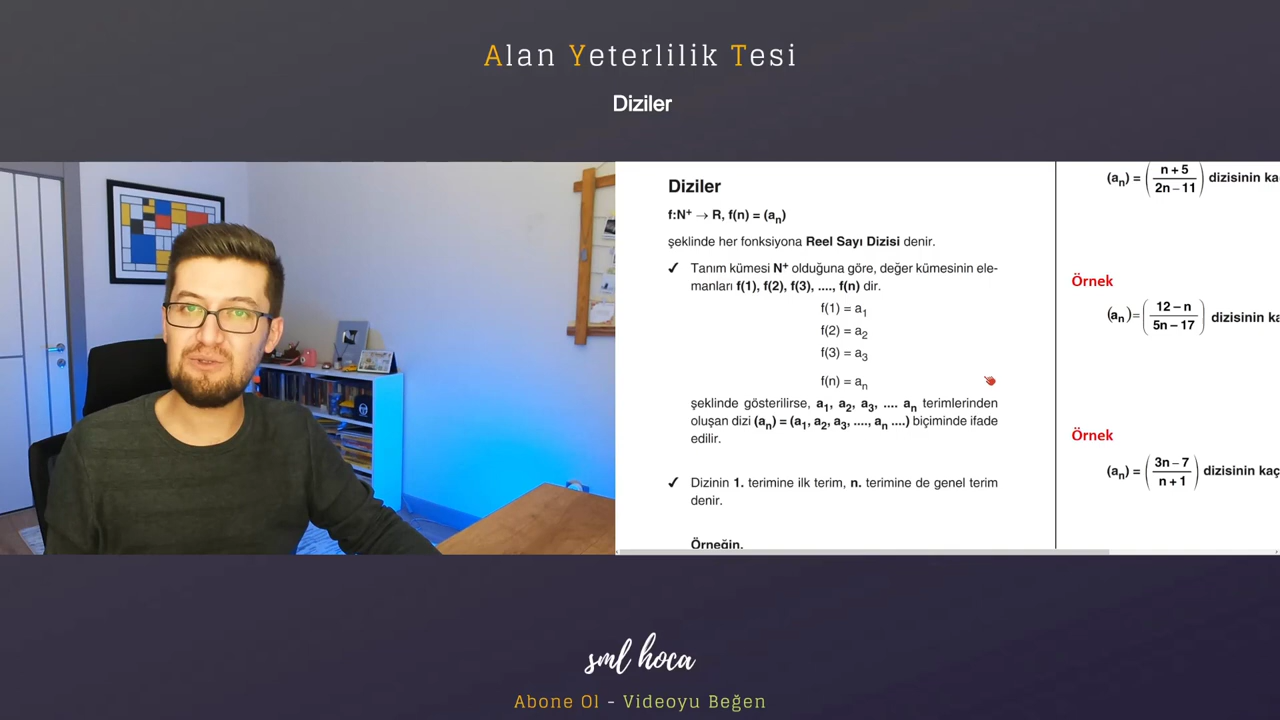 Alan Yeterlilik Tesi
Diziler
Diziler
f:N⁺ → R, f(n) = (aₙ)
şeklinde her fonksiyona Reel Sayı Dizisi denir.
✓ Tanım kümesi N⁺ olduğuna göre, değer kümesinin ele-
manları f(1), f(2), f(3), ...., f(n) dir.
f(1) = a₁
f(2) = a₂
f(3) = a₃
f(n) = aₙ
şeklinde gösterilirse, a₁, a₂, a₃, .... aₙ terimlerinden
oluşan dizi (aₙ) = (a₁, a₂, a₃, ...., aₙ ....) biçiminde ifade
edilir.
✓ Dizinin 1. terimine ilk terim, n. terimine de genel terim
denir.
Örneğin,
(aₙ) = ( n + 5 / 2n – 11 ) dizisinin ka
Örnek
(aₙ) = ( 12 – n / 5n – 17 ) dizisinin ka
Örnek
(aₙ) = ( 3n – 7 / n + 1 ) dizisinin kaç
sml hoca
Abone Ol - Videoyu Beğen